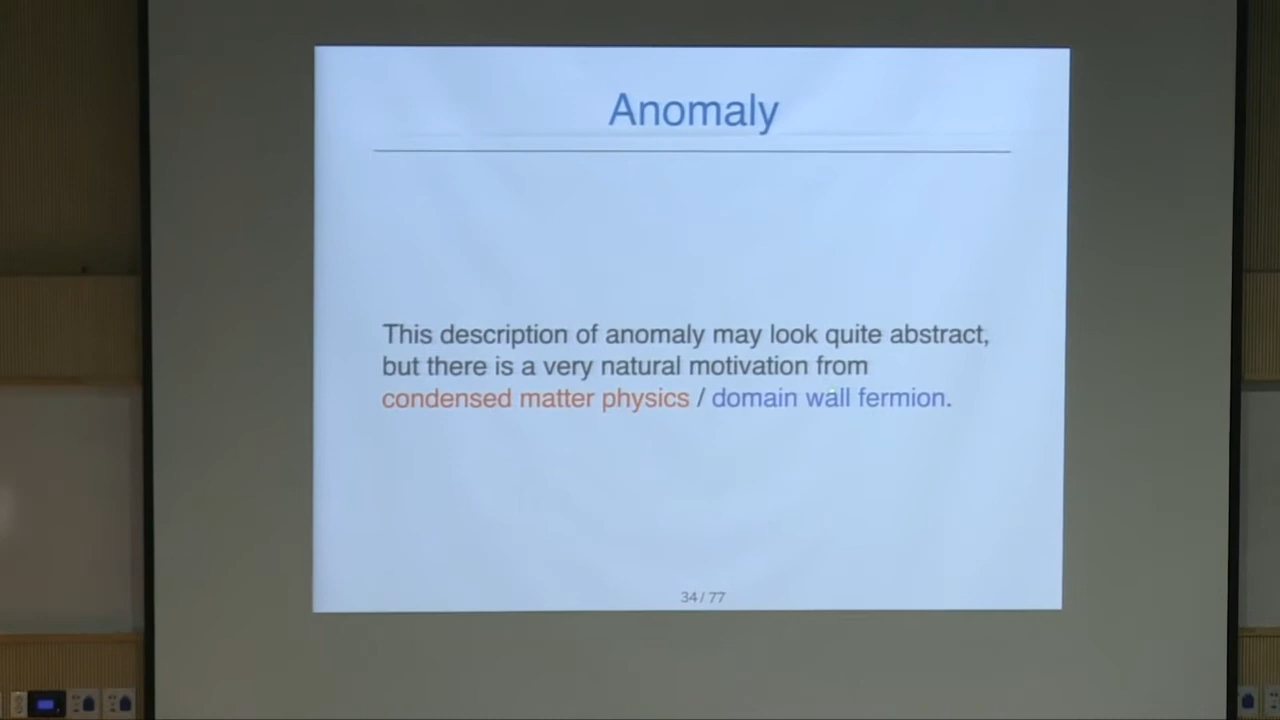 Anomaly
This description of anomaly may look quite abstract,
but there is a very natural motivation from
condensed matter physics / domain wall fermion.
34 / 77